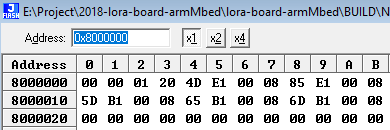 J FLASH E:\Project\2018-lora-board-armMbed\lora-board-armMbed\BUILD\N
Address: 0x8000000 x1 x2 x4
Address 0 1 2 3 4 5 6 7 8 9 A B
8000000 00 00 01 20 4D E1 00 08 85 E1 00 08
8000010 5D B1 00 08 65 B1 00 08 6D B1 00 08
8000020 00 00 00 00 00 00 00 00 00 00 00 00